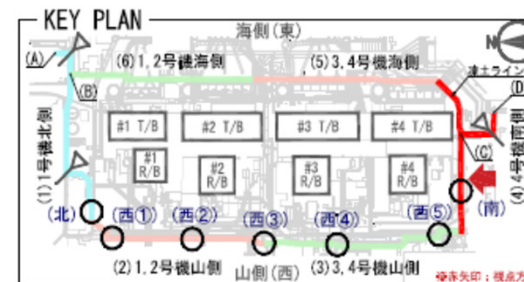 KEY PLAN
海側(東)
N
(A)
(6)1,2号機海側
(5)3,4号機海側
凍土ライン
(B)
(D)
#1 T/B
#2 T/B
#3 T/B
#4 T/B
(C)
(1)1号機北側
(4)4号機南側
#1
R/B
#2
R/B
#3
R/B
#4
R/B
(北)
(西①)
(西②)
(西③)
(西④)
(西⑤)
(南)
(2)1,2号機山側
山側(西)
(3)3,4号機山側
赤矢印:視点方